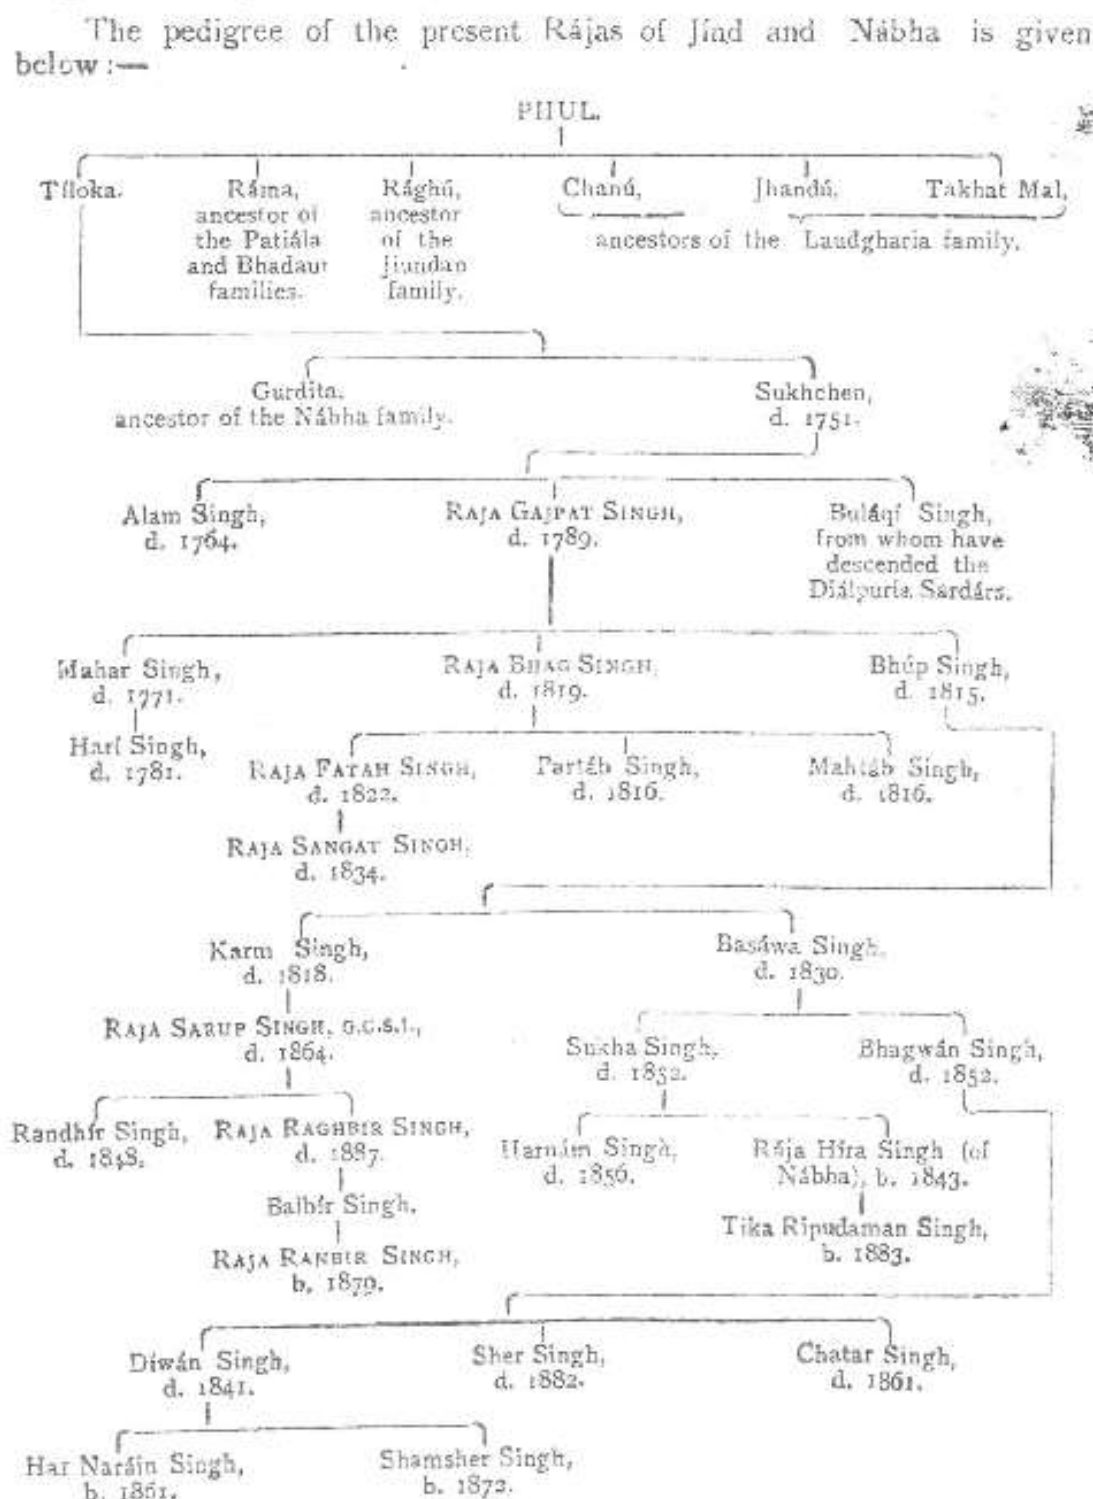 The pedigree of the present Rájas of Jínd and Nábha is given
below :—
PHUL.
Tíloka. Ráma, Rághú, Chanú, Jhandú, Takhat Mal,
ancestor of ancestor
the Patiála of the ancestors of the Laudgharia family.
and Bhadaur Jiundan
families. family.
Gurdita, Sukhchen,
ancestor of the Nábha family. d. 1751.
Alam Singh, RAJA GAJPAT SINGH, Buláqí Singh,
d. 1764. d. 1789. from whom have
descended the
Diálpuria Sardárs.
Mahar Singh, RAJA BHAG SINGH, Bhúp Singh,
d. 1771. d. 1819. d. 1815.
Harí Singh,
d. 1781. RAJA FATAH SINGH, Partáb Singh, Mahtáb Singh,
d. 1822. d. 1816. d. 1816.
RAJA SANGAT SINGH,
d. 1834.
Karm Singh, Basáwa Singh,
d. 1818. d. 1830.
RAJA SARUP SINGH, G.C.S.I., Sukha Singh, Bhagwán Singh,
d. 1864. d. 1852. d. 1852.
Randhír Singh, RAJA RAGHBIR SINGH, Harnám Singh, Rája Híra Singh (of
d. 1848. d. 1887. d. 1856. Nábha), b. 1843.
Balbír Singh, Tika Ripudaman Singh,
RAJA RANBIR SINGH, b. 1883.
b. 1879.
Díwán Singh, Sher Singh, Chatar Singh,
d. 1841. d. 1882. d. 1861.
Har Naráin Singh, Shamsher Singh,
b. 1861. b. 1872.